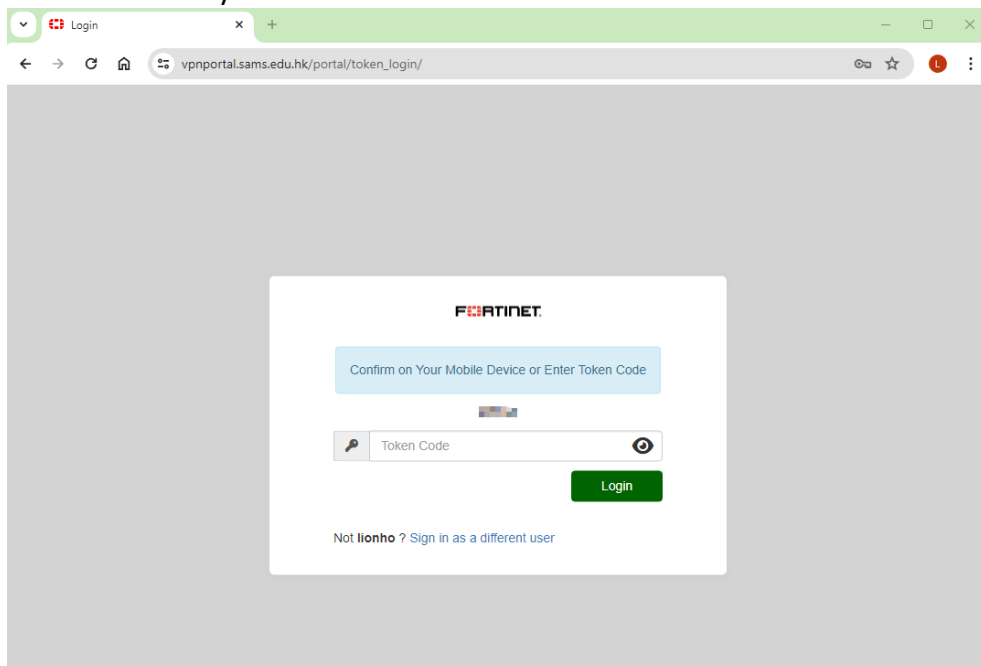 Login
vpnportal.sams.edu.hk/portal/token_login/
L
FORTINET
Confirm on Your Mobile Device or Enter Token Code
Token Code
Login
Not lionho ? Sign in as a different user